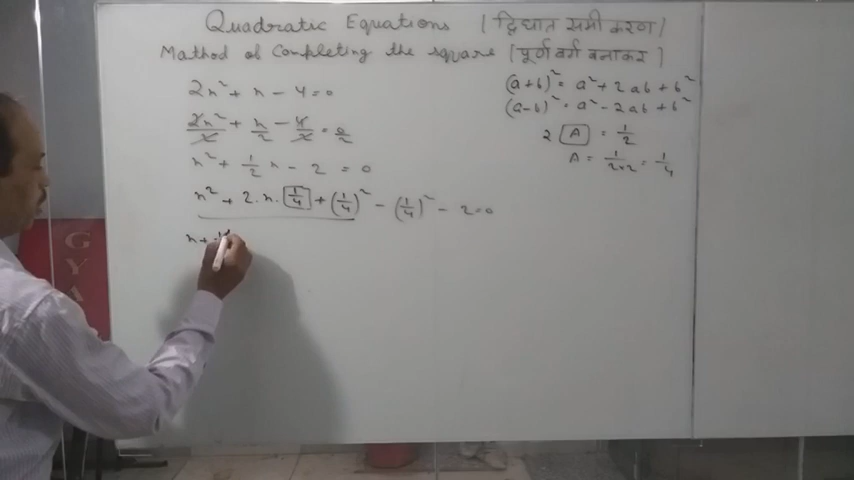 Quadratic Equations | द्विघात समी करण |
Mathod of Completing the square | पूर्ण वर्ग बनाकर |
2x² + x - 4 = 0
2x²/2 + x/2 - 4/2 = 0/2
x² + 1/2 x - 2 = 0
x² + 2·x·1/4 + (1/4)² - (1/4)² - 2 = 0
x +
(a+b)² = a² + 2ab + b²
(a-b)² = a² - 2ab + b²
2 A = 1/2
A = 1/2×2 = 1/4
GYA